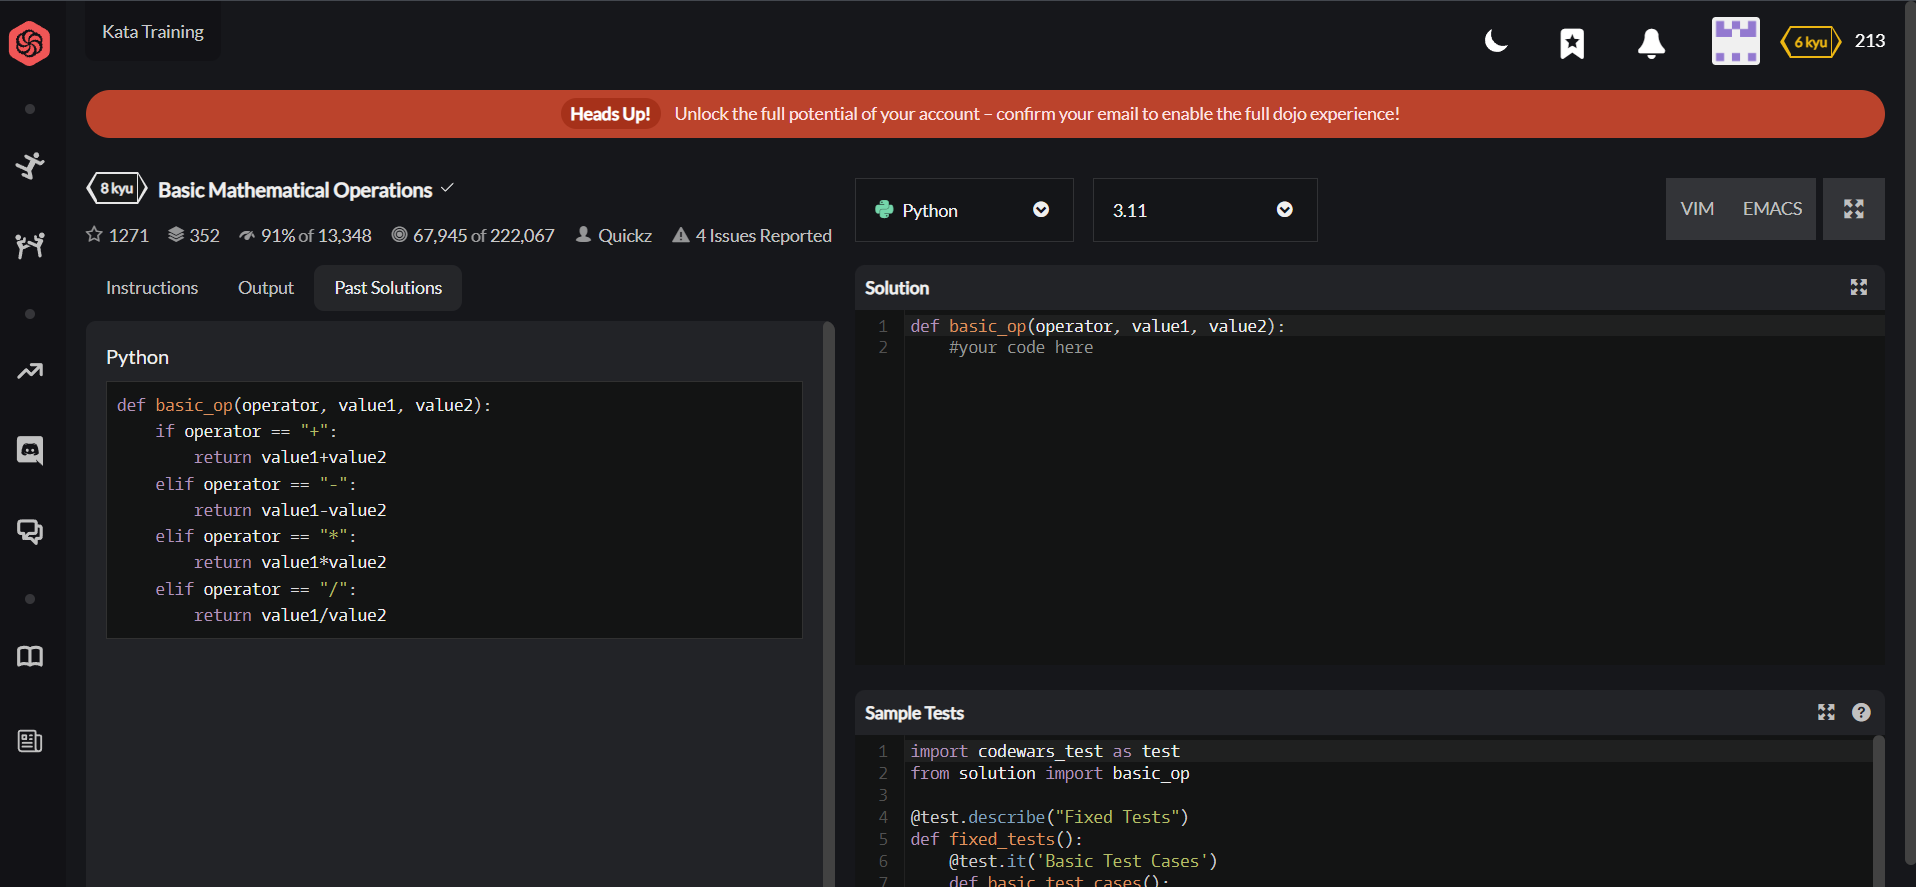 Kata Training
6 kyu 213
Heads Up! Unlock the full potential of your account – confirm your email to enable the full dojo experience!
8 kyu Basic Mathematical Operations
1271 352 91% of 13,348 67,945 of 222,067 Quickz 4 Issues Reported
Python
3.11
VIM EMACS
Instructions Output Past Solutions
Python
def basic_op(operator, value1, value2):
    if operator == "+":
        return value1+value2
    elif operator == "-":
        return value1-value2
    elif operator == "*":
        return value1*value2
    elif operator == "/":
        return value1/value2
Solution
1 def basic_op(operator, value1, value2):
2     #your code here
Sample Tests
?
1 import codewars_test as test
2 from solution import basic_op
3
4 @test.describe("Fixed Tests")
5 def fixed_tests():
6     @test.it('Basic Test Cases')
7     def basic_test_cases():